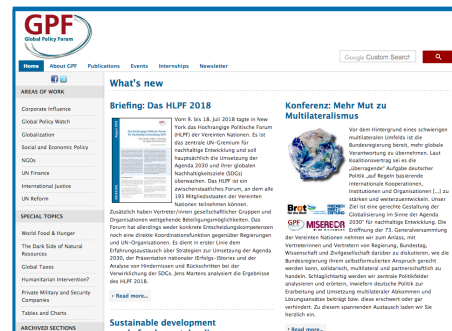 GPF
Global Policy Forum
Google Custom Search
Home About GPF Publications Events Internships Newsletter
AREAS OF WORK
Corporate Influence
Global Policy Watch
Globalization
Social and Economic Policy
NGOs
UN Finance
International Justice
UN Reform
SPECIAL TOPICS
World Food & Hunger
The Dark Side of Natural
Resources
Global Taxes
Humanitarian Intervention?
Private Military and Security
Companies
Tables and Charts
ARCHIVED SECTIONS
What's new
Briefing: Das HLPF 2018
Vom 9. bis 18. Juli 2018 tagte in New
York das Hochrangige Politische Forum
(HLPF) der Vereinten Nationen. Es ist
das zentrale UN-Gremium für
nachhaltige Entwicklung und soll
hauptsächlich die Umsetzung der
Agenda 2030 und ihrer globalen
Nachhaltigkeitsziele (SDGs)
überwachen. Das HLPF ist ein
zwischenstaatliches Forum, an dem alle
193 Mitgliedsstaaten der Vereinten
Nationen teilnehmen können.
Zusätzlich haben Vertreter/innen gesellschaftlicher Gruppen und
Organisationen weitgehende Beteiligungsmöglichkeiten. Das
Forum hat allerdings weder konkrete Entscheidungskompetenzen
noch eine direkte Koordinationsfunktion gegenüber Regierungen
und UN-Organisationen. Es dient in erster Linie dem
Erfahrungsaustausch über Strategien zur Umsetzung der Agenda
2030, der Präsentation nationaler (Erfolgs-)Stories und der
Analyse von Hindernissen und Rückschritten bei der
Verwirklichung der SDGs. Jens Martens analysiert die Ergebnisse
des HLPF 2018.
› Read more...
Sustainable development
Konferenz: Mehr Mut zu
Multilateralismus
Vor dem Hintergrund eines schwierigen
multilateralen Umfelds ist die
Bundesregierung bereit, mehr globale
Verantwortung zu übernehmen. Laut
Koalitionsvertrag sei es die
„überragende" Aufgabe deutscher
Politik „auf Regeln basierende
internationale Kooperationen,
Institutionen und Organisationen [...] zu
stärken und weiterzuentwickeln. Unser
Ziel ist eine gerechte Gestaltung der
Globalisierung im Sinne der Agenda
2030" für nachhaltige Entwicklung. Die
Eröffnung der 73. Generalversammlung
der Vereinten Nationen nehmen wir zum Anlass, mit
Vertreterinnen und Vertretern von Regierung, Bundestag,
Wissenschaft und Zivilgesellschaft darüber zu diskutieren, wie die
Bundesregierung ihrem selbstformulierten Anspruch gerecht
werden kann, solidarisch, multilateral und partnerschaftlich zu
handeln. Schlaglichtartig werden wir zentrale Politikfelder
analysieren und erörtern, inwiefern deutsche Politik zur
Erarbeitung und Umsetzung multilateraler Abkommen und
Lösungsansätze beiträgt bzw. diese erschwert oder gar
verhindert. Zu diesem spannenden Austausch laden wir Sie
herzlich ein.
› Read more...
Brot
GPF MISEREOR